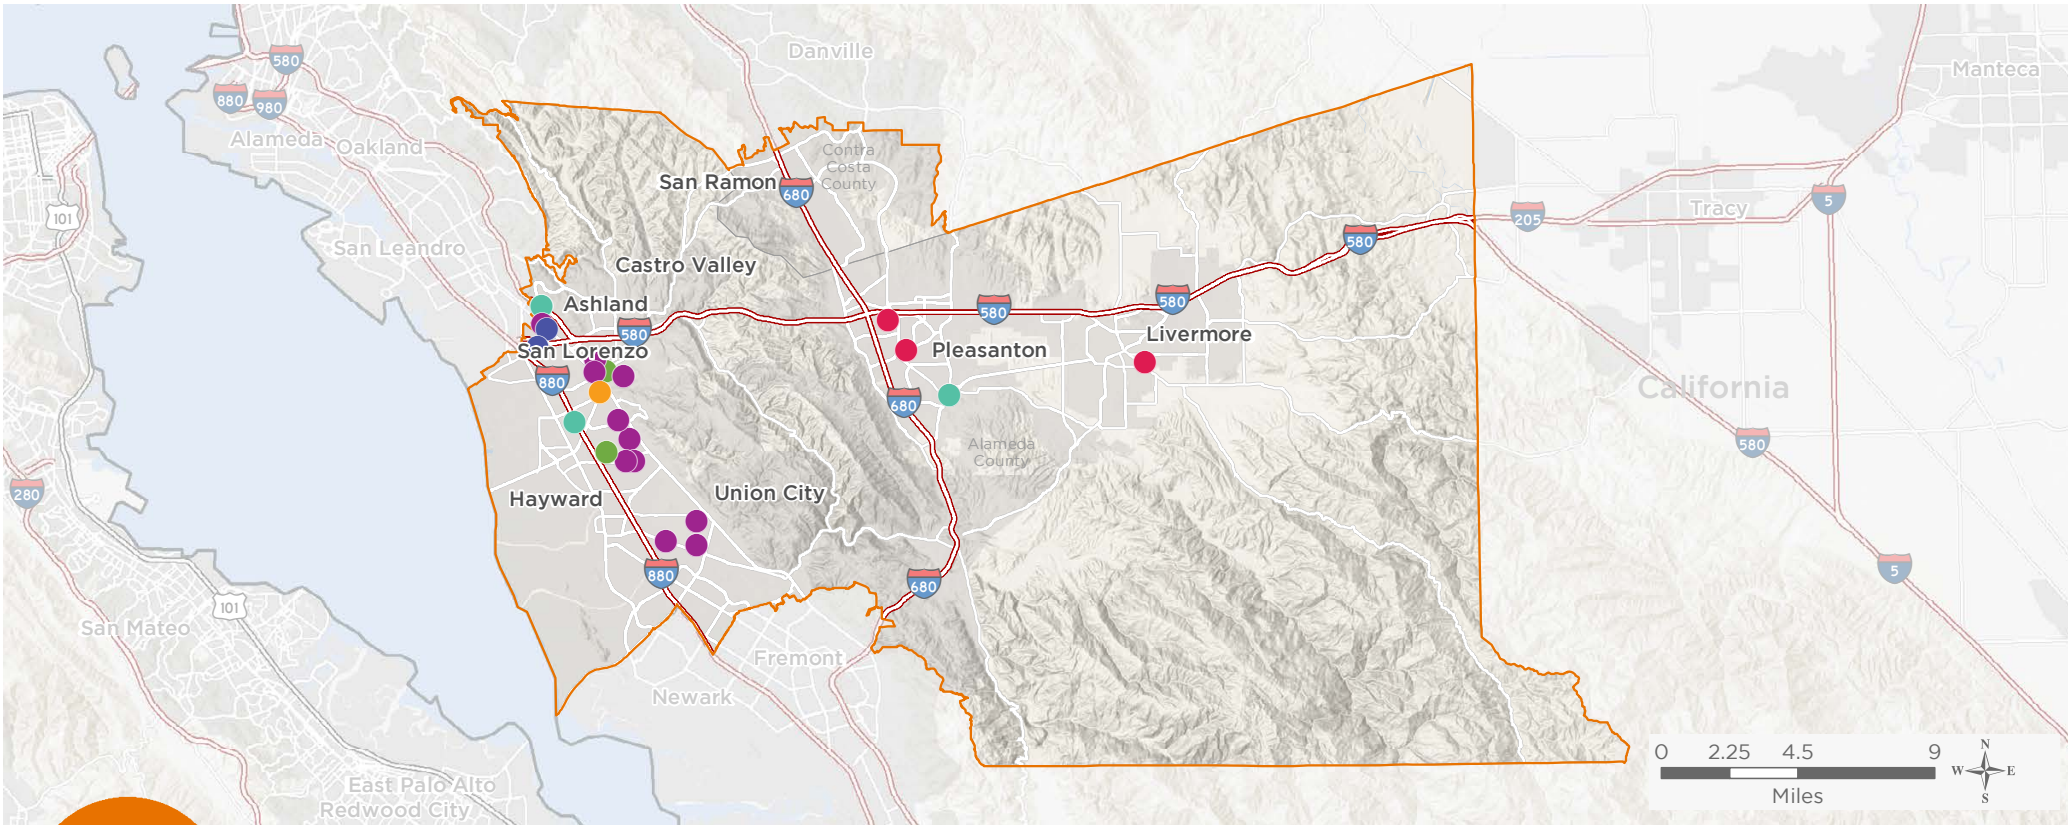 Danville
Manteca
580
880
980
Alameda
Oakland
Contra
Costa
County
San Ramon
680
101
5
205
Tracy
San Leandro
580
Castro Valley
Ashland
580
580
580
San Lorenzo
Pleasanton
Livermore
880
680
California
Alameda
County
580
280
Hayward
Union City
880
680
5
101
San Mateo
Fremont
Newark
East Palo Alto
Redwood City
0 2.25 4.5 9
Miles
N
W E
S